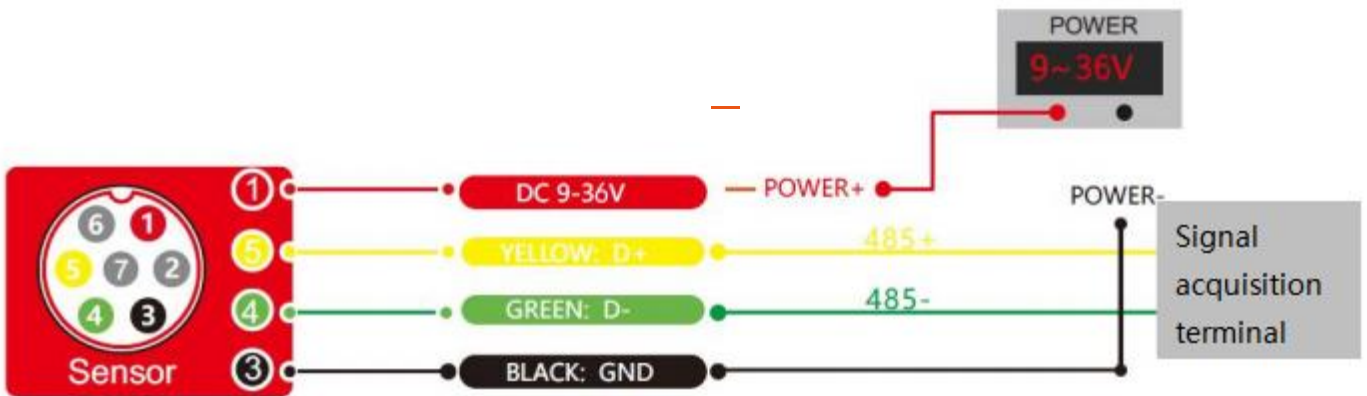 POWER
9~36V
1
DC 9-36V
POWER+
POWER-
6 1
5
YELLOW: D+
485+
Signal
acquisition
terminal
5 7 2
4
GREEN: D-
485-
4 3
Sensor
3
BLACK: GND